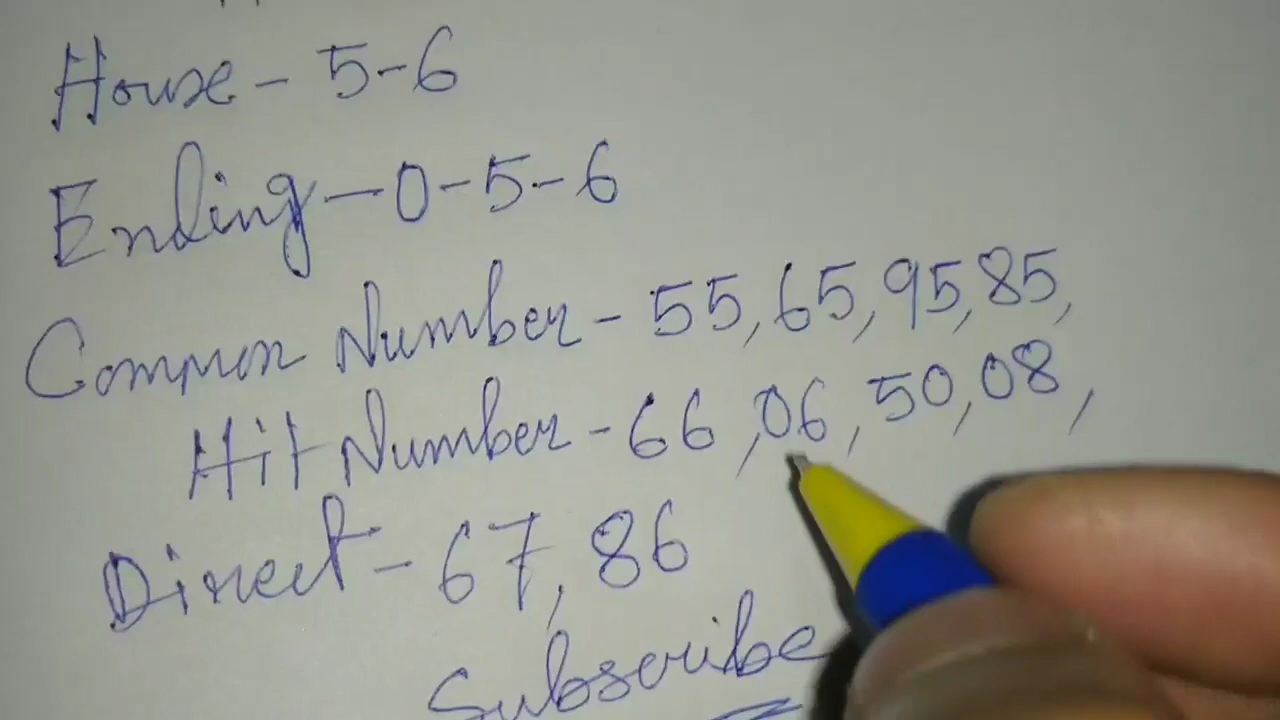 House - 5-6
Ending - 0-5-6
Common Number - 55, 65, 95, 85,
Hit Number - 66, 06, 50, 08,
Direct - 67, 86
Subscribe